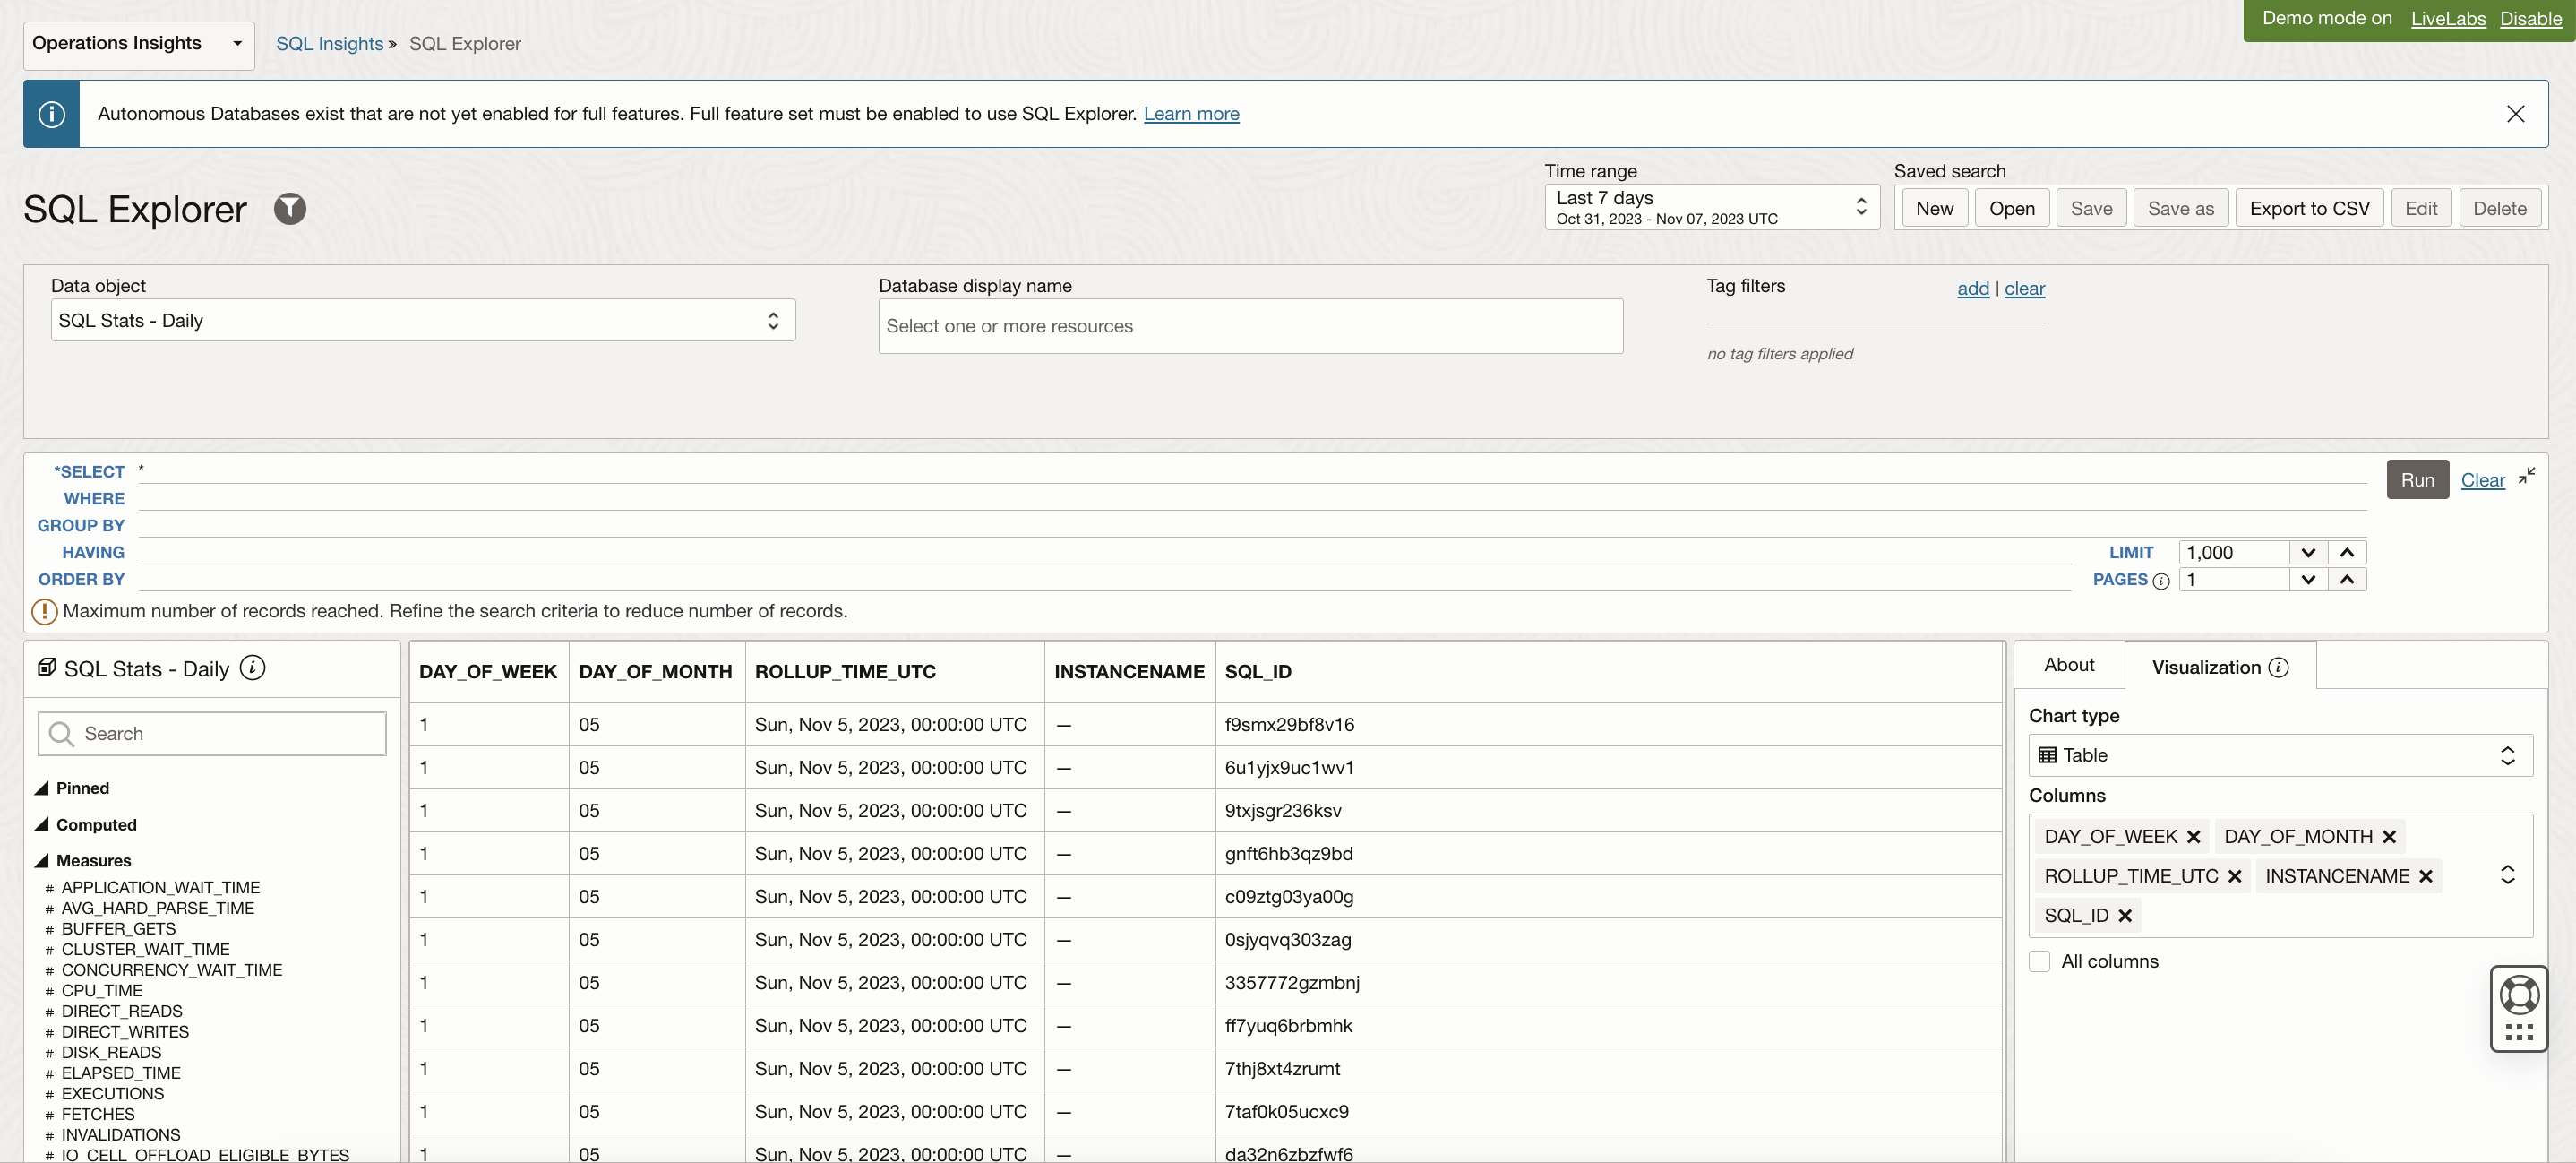 Demo mode on LiveLabs Disable
Operations Insights SQL Insights » SQL Explorer
Autonomous Databases exist that are not yet enabled for full features. Full feature set must be enabled to use SQL Explorer. Learn more
Time range Saved search
SQL Explorer
Last 7 days
Oct 31, 2023 - Nov 07, 2023 UTC
New Open Save Save as Export to CSV Edit Delete
Data object Database display name Tag filters add | clear
SQL Stats - Daily Select one or more resources
no tag filters applied
*SELECT * Run Clear
WHERE
GROUP BY
HAVING LIMIT 1,000
ORDER BY PAGES 1
Maximum number of records reached. Refine the search criteria to reduce number of records.
SQL Stats - Daily
Search
Pinned
Computed
Measures
# APPLICATION_WAIT_TIME
# AVG_HARD_PARSE_TIME
# BUFFER_GETS
# CLUSTER_WAIT_TIME
# CONCURRENCY_WAIT_TIME
# CPU_TIME
# DIRECT_READS
# DIRECT_WRITES
# DISK_READS
# ELAPSED_TIME
# EXECUTIONS
# FETCHES
# INVALIDATIONS
# IO_CELL_OFFLOAD_ELIGIBLE_BYTES
DAY_OF_WEEK DAY_OF_MONTH ROLLUP_TIME_UTC INSTANCENAME SQL_ID
1 05 Sun, Nov 5, 2023, 00:00:00 UTC — f9smx29bf8v16
1 05 Sun, Nov 5, 2023, 00:00:00 UTC — 6u1yjx9uc1wv1
1 05 Sun, Nov 5, 2023, 00:00:00 UTC — 9txjsgr236ksv
1 05 Sun, Nov 5, 2023, 00:00:00 UTC — gnft6hb3qz9bd
1 05 Sun, Nov 5, 2023, 00:00:00 UTC — c09ztg03ya00g
1 05 Sun, Nov 5, 2023, 00:00:00 UTC — 0sjyqvq303zag
1 05 Sun, Nov 5, 2023, 00:00:00 UTC — 3357772gzmbnj
1 05 Sun, Nov 5, 2023, 00:00:00 UTC — ff7yuq6brbmhk
1 05 Sun, Nov 5, 2023, 00:00:00 UTC — 7thj8xt4zrumt
1 05 Sun, Nov 5, 2023, 00:00:00 UTC — 7taf0k05ucxc9
1 05 Sun, Nov 5, 2023, 00:00:00 UTC — da32n6zbzfwf6
About Visualization
Chart type
Table
Columns
DAY_OF_WEEK DAY_OF_MONTH
ROLLUP_TIME_UTC INSTANCENAME
SQL_ID
All columns